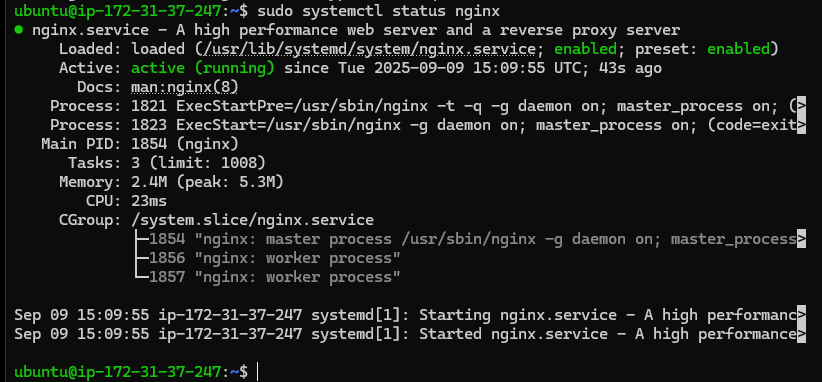 ubuntu@ip-172-31-37-247:~$ sudo systemctl status nginx
● nginx.service - A high performance web server and a reverse proxy server
     Loaded: loaded (/usr/lib/systemd/system/nginx.service; enabled; preset: enabled)
     Active: active (running) since Tue 2025-09-09 15:09:55 UTC; 43s ago
       Docs: man:nginx(8)
    Process: 1821 ExecStartPre=/usr/sbin/nginx -t -q -g daemon on; master_process on; (>
    Process: 1823 ExecStart=/usr/sbin/nginx -g daemon on; master_process on; (code=exit>
   Main PID: 1854 (nginx)
      Tasks: 3 (limit: 1008)
     Memory: 2.4M (peak: 5.3M)
        CPU: 23ms
     CGroup: /system.slice/nginx.service
             ├─1854 "nginx: master process /usr/sbin/nginx -g daemon on; master_process>
             ├─1856 "nginx: worker process"
             └─1857 "nginx: worker process"
Sep 09 15:09:55 ip-172-31-37-247 systemd[1]: Starting nginx.service - A high performanc>
Sep 09 15:09:55 ip-172-31-37-247 systemd[1]: Started nginx.service - A high performance>
ubuntu@ip-172-31-37-247:~$